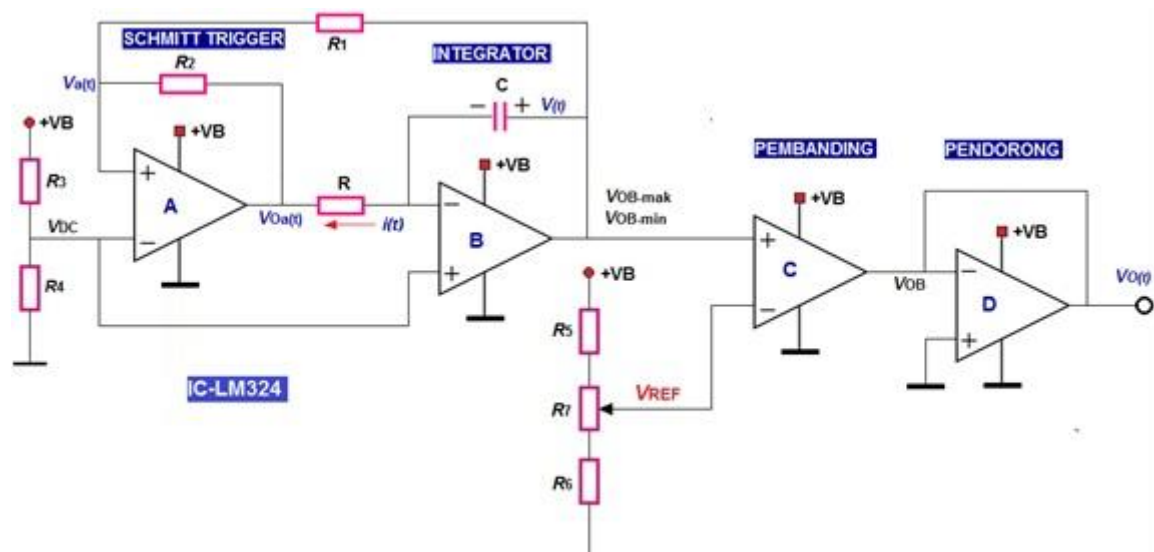 SCHMITT TRIGGER
R1
INTEGRATOR
R2
Va(t)
C
− + V(t)
+VB
+VB
+VB
PEMBANDING
PENDORONG
R3
+
A
R
−
+VB
VOB-mak
VOB-min
+VB
VDC
−
VOa(t)
i(t)
B
+
+
C
−
D
VO(t)
R4
+VB
VOB
−
+
R5
IC-LM324
R7
VREF
R6